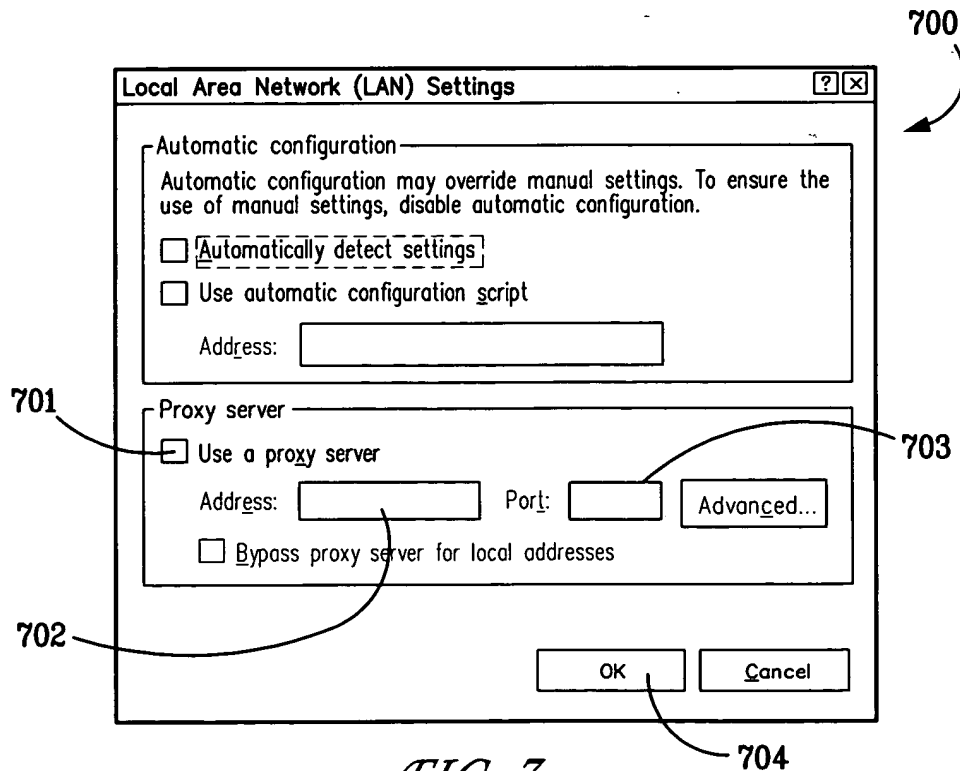 700
Local Area Network (LAN) Settings ? X
Automatic configuration
Automatic configuration may override manual settings. To ensure the
use of manual settings, disable automatic configuration.
Automatically detect settings
Use automatic configuration script
Address:
701
Proxy server
Use a proxy server
703
Address: Port: Advanced...
Bypass proxy server for local addresses
702
OK Cancel
704
FIG. 7